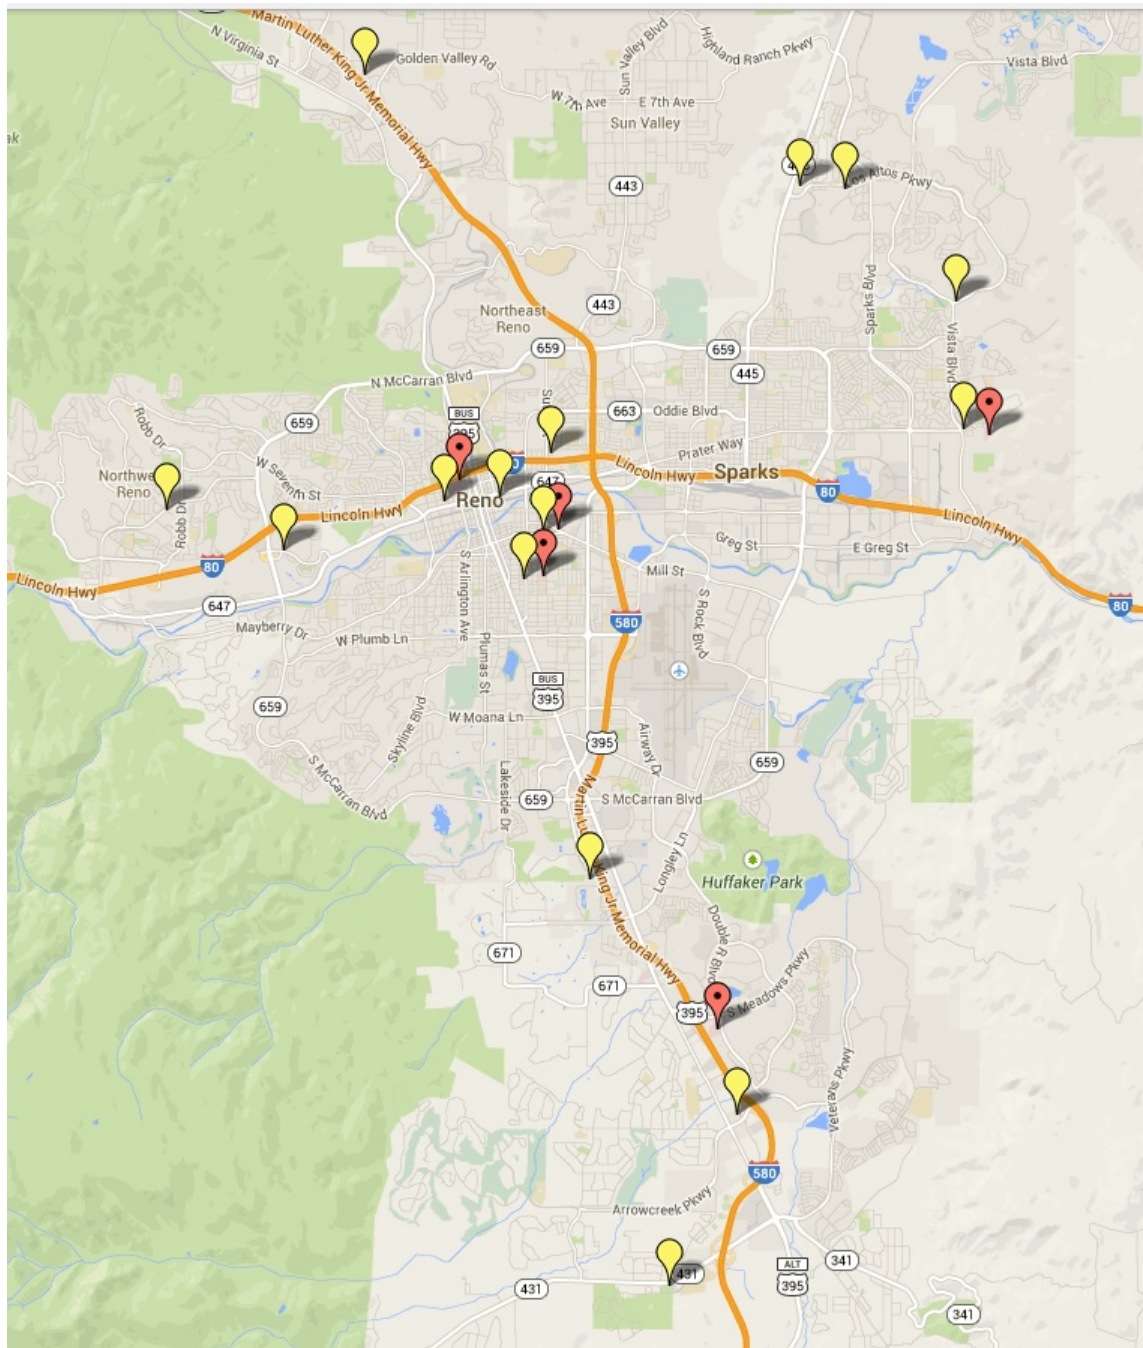 Martin Luther King Jr Memorial Hwy
N Virginia St
Golden Valley Rd
Sun Valley Blvd
Highland Ranch Pkwy
Vista Blvd
W 7th Ave
E 7th Ave
Sun Valley
443
Los Altos Pkwy
Sparks Blvd
Northeast
Reno
443
659
659
445
Vista Blvd
N McCarran Blvd
BUS
395
663
Oddie Blvd
659
Robb Dr
Prater Way
W Seventh St
Reno
Lincoln Hwy
647
Lincoln Hwy
Sparks
80
Lincoln Hwy
Robb Dr
80
Lincoln Hwy
Greg St
E Greg St
Mill St
S Arlington Ave
S Rock Blvd
80
647
Mayberry Dr
W Plumb Ln
580
Plumas St
BUS
395
659
W Moana Ln
Skyline Blvd
395
Airway Dr
659
S McCarran Blvd
Lakeside Dr
659
S McCarran Blvd
King Jr Memorial Hwy
Longley Ln
Huffaker Park
Double R Blvd
671
671
395
S Meadows Pkwy
Veterans Pkwy
580
Arrowcreek Pkwy
431
431
ALT
395
341
341